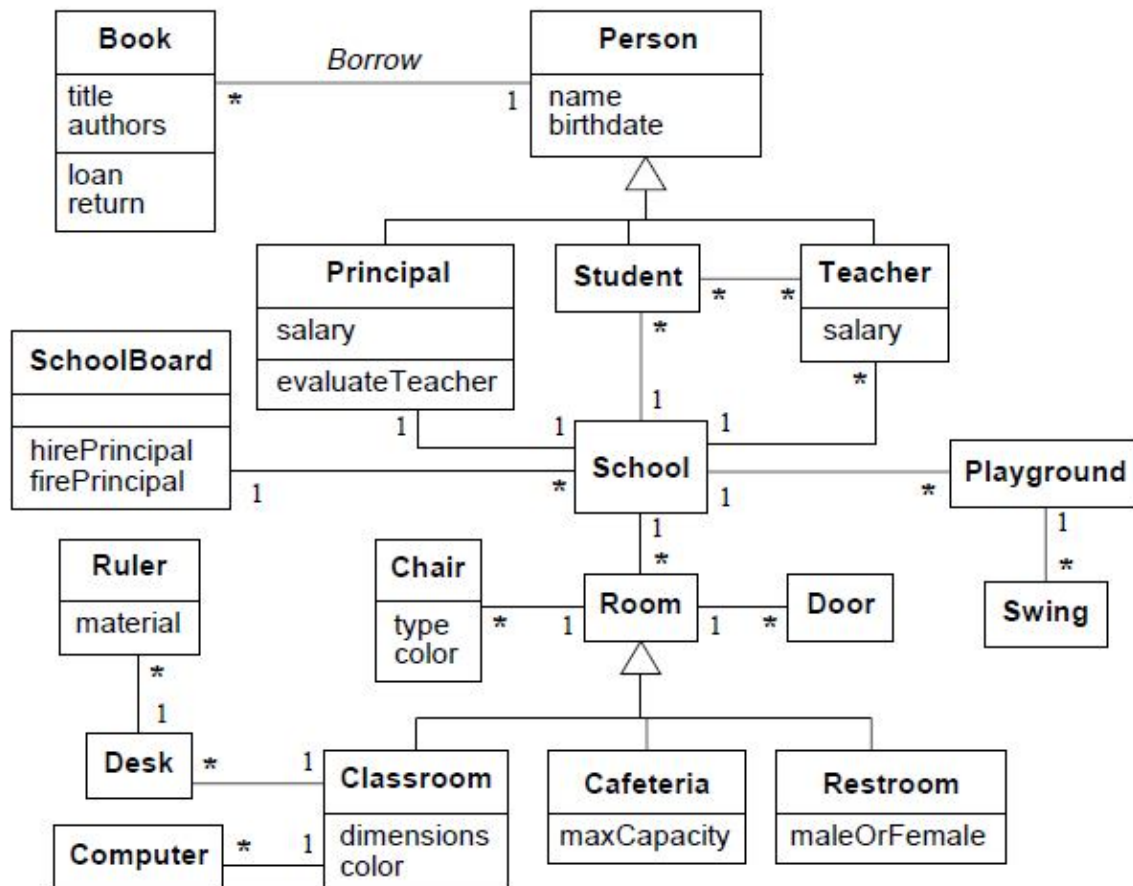 Book
title
authors
loan
return
Borrow
*
1
Person
name
birthdate
Principal
salary
evaluateTeacher
Student
*
*
Teacher
salary
SchoolBoard
hirePrincipal
firePrincipal
*
*
1
1
1
1
School
1
*
1
*
Playground
1
1
*
*
Swing
Ruler
material
Chair
type
color
*
1
Room
1
*
Door
*
1
Desk
*
1
Classroom
dimensions
color
Cafeteria
maxCapacity
Restroom
maleOrFemale
Computer
*
1